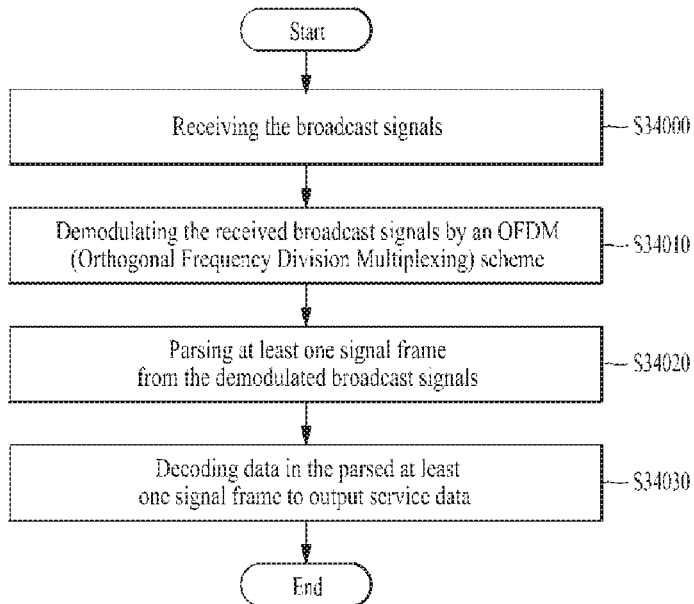 Start
Receiving the broadcast signals
S34000
Demodulating the received broadcast signals by an OFDM
(Orthogonal Frequency Division Multiplexing) scheme
S34010
Parsing at least one signal frame
from the demodulated broadcast signals
S34020
Decoding data in the parsed at least
one signal frame to output service data
S34030
End